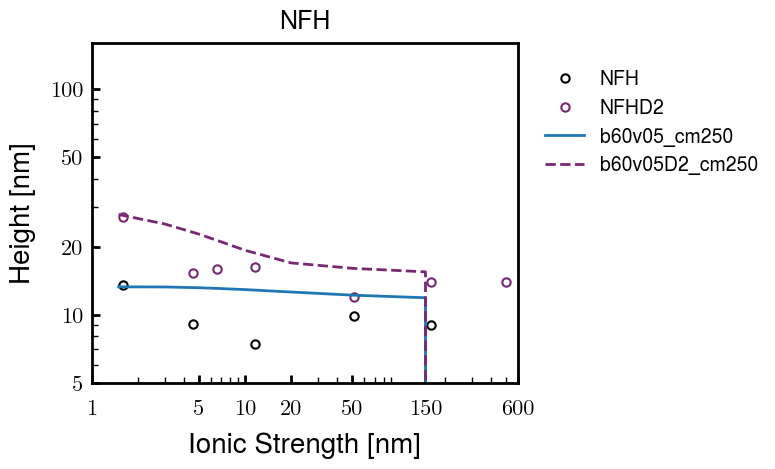 NFH
100
50
20
10
5
Height [nm]
1 5 10 20 50 150 600
Ionic Strength [nm]
NFH
NFHD2
b60v05_cm250
b60v05D2_cm250